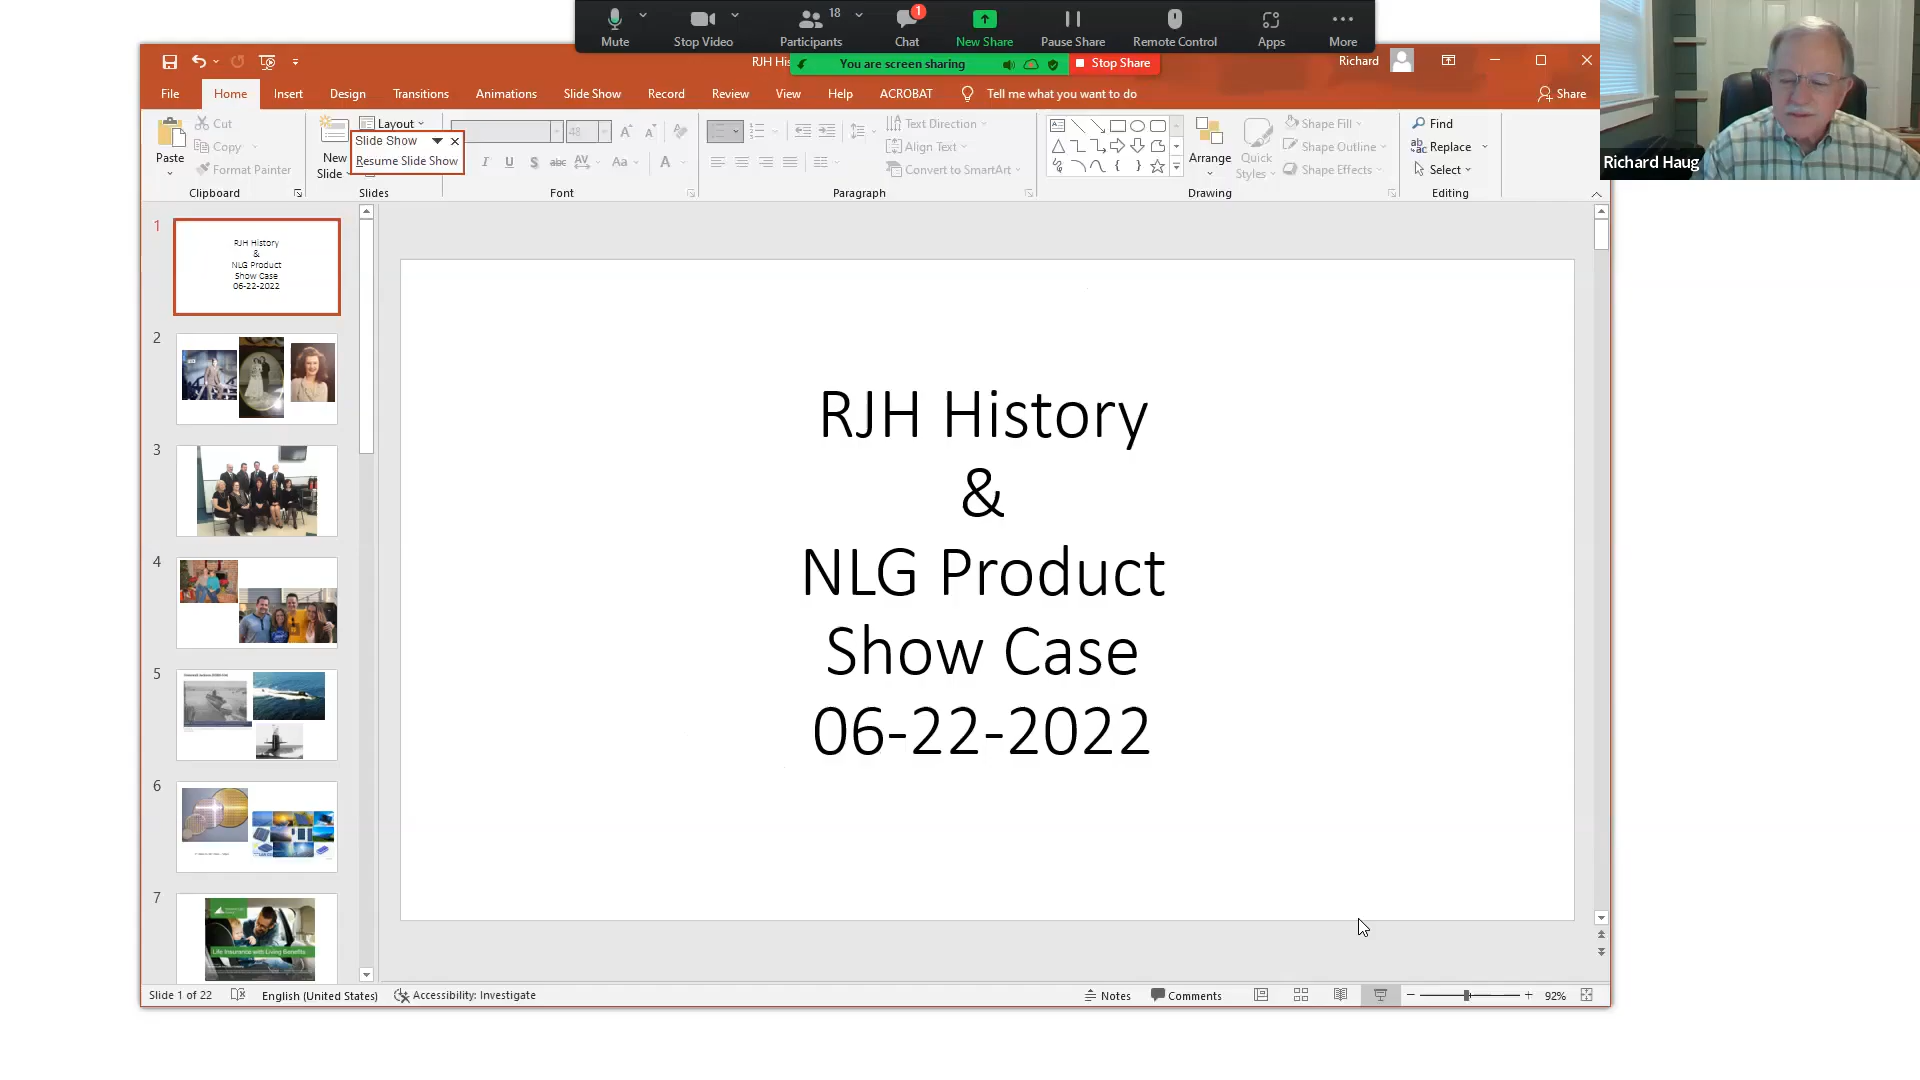 Mute
Stop Video
Participants
18
Chat
1
New Share
Pause Share
Remote Control
Apps
More
RJH His
You are screen sharing
Stop Share
Richard
File
Home
Insert
Design
Transitions
Animations
Slide Show
Record
Review
View
Help
ACROBAT
Tell me what you want to do
Share
Paste
Cut
Copy
Format Painter
Clipboard
New
Slide
Layout
Slide Show
Resume Slide Show
Slides
48
Aa
Font
Text Direction
Align Text
Convert to SmartArt
Paragraph
Arrange
Quick
Styles
Shape Fill
Shape Outline
Shape Effects
Drawing
Find
Replace
Select
Editing
Richard Haug
1
RJH History
&
NLG Product
Show Case
06-22-2022
2
3
4
5
6
7
Life Insurance with Living Benefits
RJH History
&
NLG Product
Show Case
06-22-2022
Slide 1 of 22
English (United States)
Accessibility: Investigate
Notes
Comments
92%